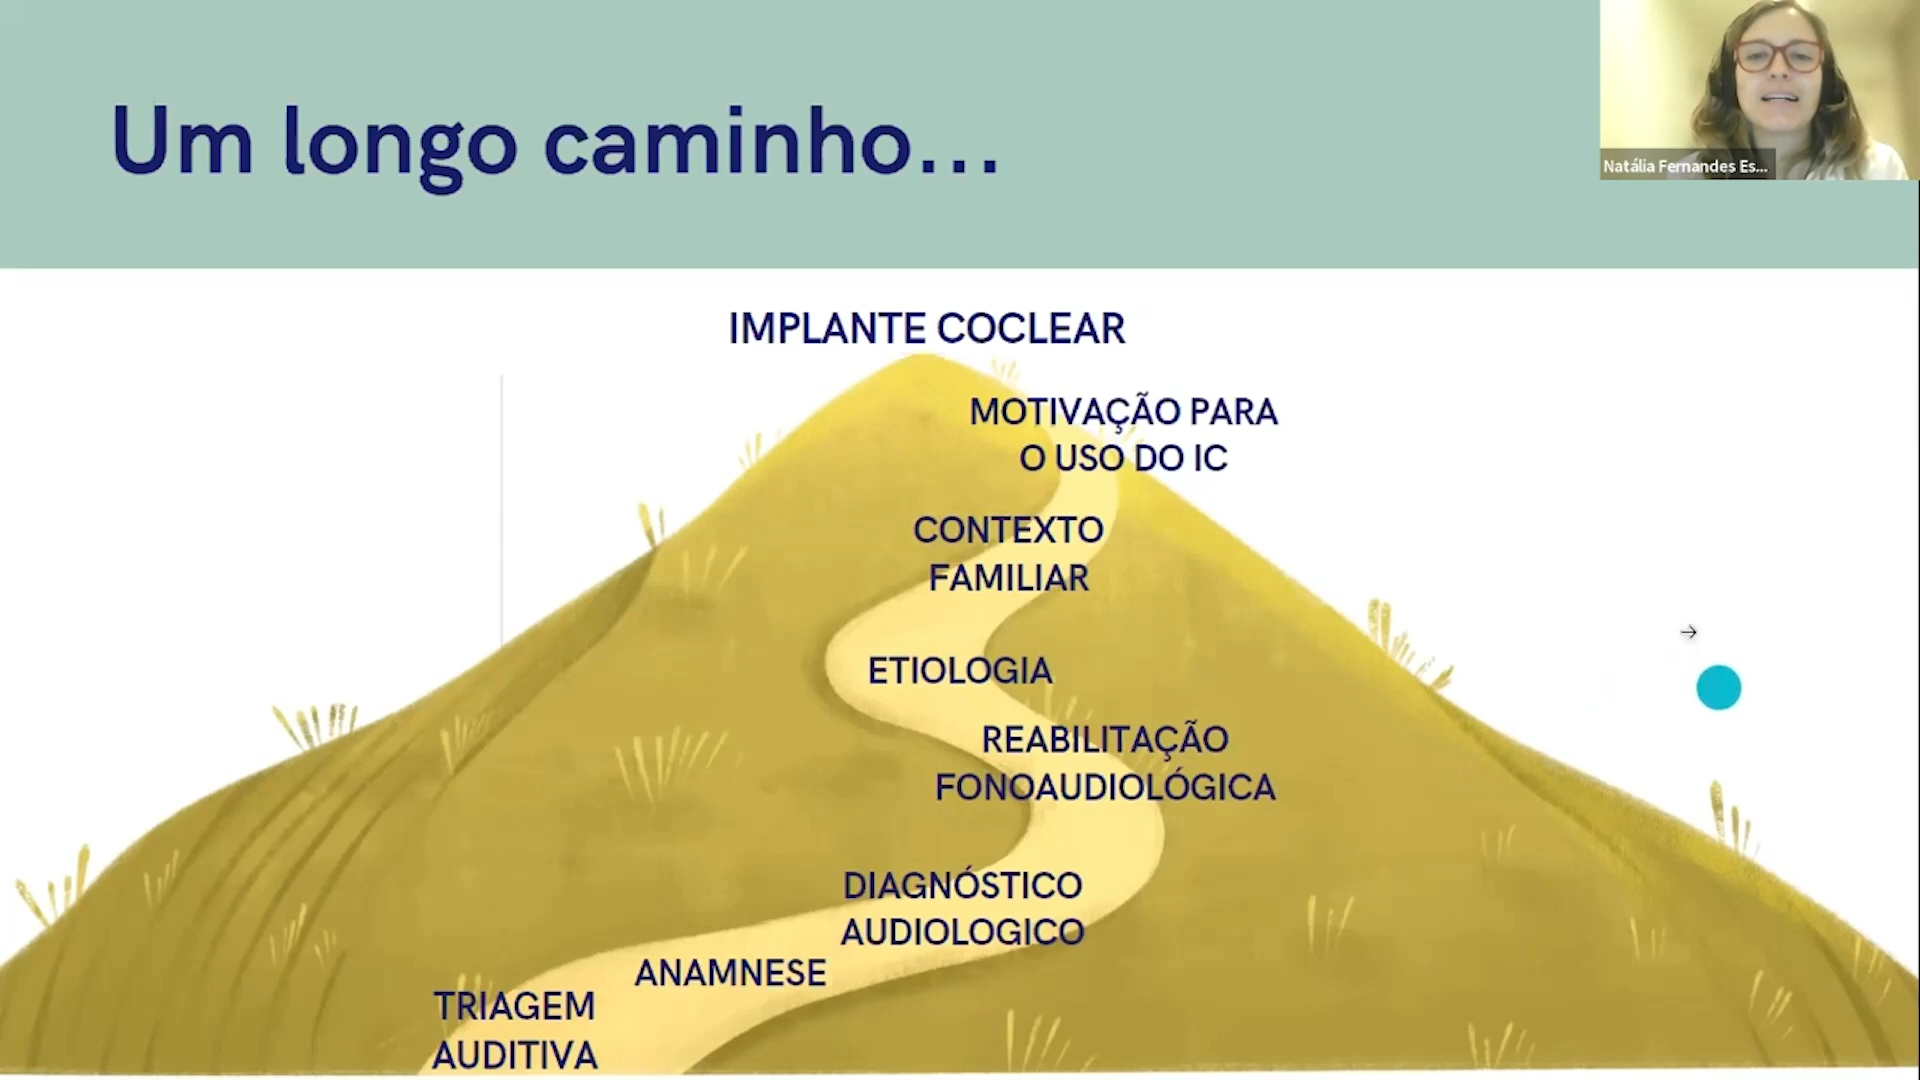 Um longo caminho...
Natália Fernandes Es...
IMPLANTE COCLEAR
MOTIVAÇÃO PARA
O USO DO IC
CONTEXTO
FAMILIAR
ETIOLOGIA
REABILITAÇÃO
FONOAUDIOLÓGICA
DIAGNÓSTICO
AUDIOLOGICO
ANAMNESE
TRIAGEM
AUDITIVA